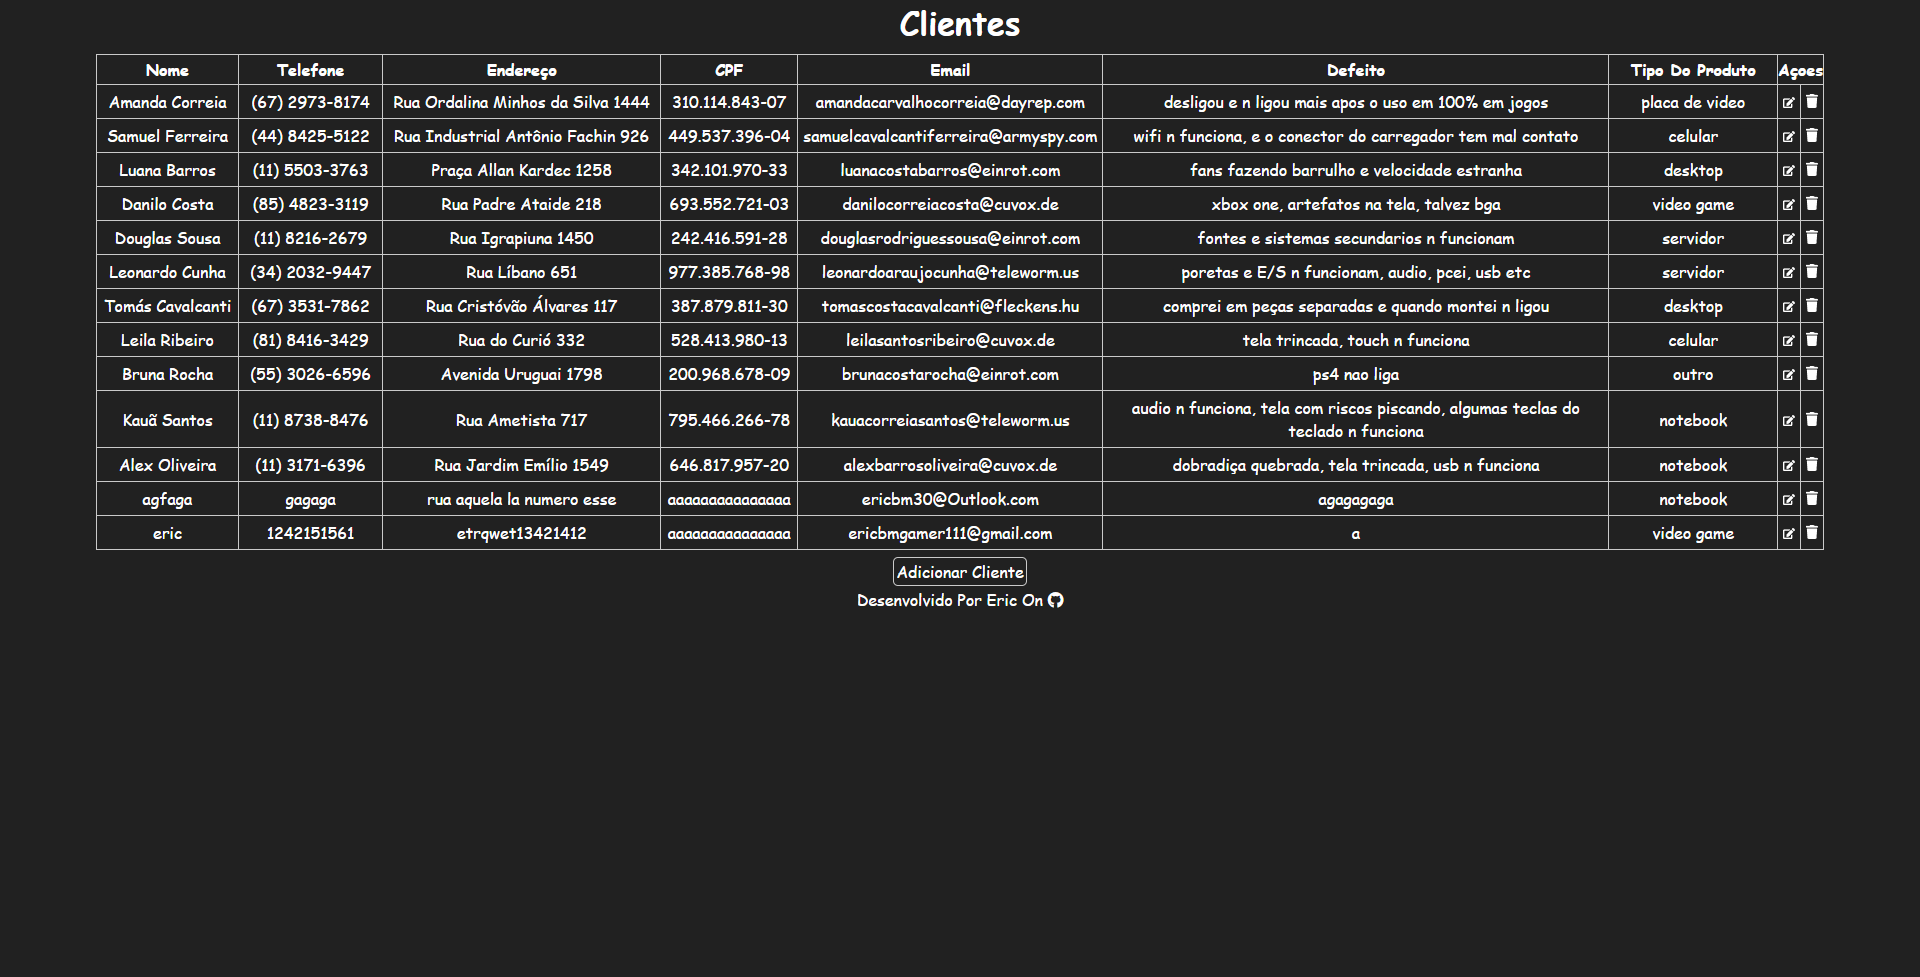 Clientes
Nome Telefone Endereço CPF Email Defeito Tipo Do Produto Açoes
Amanda Correia (67) 2973-8174 Rua Ordalina Minhos da Silva 1444 310.114.843-07 amandacarvalhocorreia@dayrep.com desligou e n ligou mais apos o uso em 100% em jogos placa de video
Samuel Ferreira (44) 8425-5122 Rua Industrial Antônio Fachin 926 449.537.396-04 samuelcavalcantiferreira@armyspy.com wifi n funciona, e o conector do carregador tem mal contato celular
Luana Barros (11) 5503-3763 Praça Allan Kardec 1258 342.101.970-33 luanacostabarros@einrot.com fans fazendo barrulho e velocidade estranha desktop
Danilo Costa (85) 4823-3119 Rua Padre Ataide 218 693.552.721-03 danilocorreiacosta@cuvox.de xbox one, artefatos na tela, talvez bga video game
Douglas Sousa (11) 8216-2679 Rua Igrapiuna 1450 242.416.591-28 douglasrodriguessousa@einrot.com fontes e sistemas secundarios n funcionam servidor
Leonardo Cunha (34) 2032-9447 Rua Líbano 651 977.385.768-98 leonardoaraujocunha@teleworm.us poretas e E/S n funcionam, audio, pcei, usb etc servidor
Tomás Cavalcanti (67) 3531-7862 Rua Cristóvão Álvares 117 387.879.811-30 tomascostacavalcanti@fleckens.hu comprei em peças separadas e quando montei n ligou desktop
Leila Ribeiro (81) 8416-3429 Rua do Curió 332 528.413.980-13 leilasantosribeiro@cuvox.de tela trincada, touch n funciona celular
Bruna Rocha (55) 3026-6596 Avenida Uruguai 1798 200.968.678-09 brunacostarocha@einrot.com ps4 nao liga outro
Kauã Santos (11) 8738-8476 Rua Ametista 717 795.466.266-78 kauacorreiasantos@teleworm.us audio n funciona, tela com riscos piscando, algumas teclas do
teclado n funciona notebook
Alex Oliveira (11) 3171-6396 Rua Jardim Emílio 1549 646.817.957-20 alexbarrosoliveira@cuvox.de dobradiça quebrada, tela trincada, usb n funciona notebook
agfaga gagaga rua aquela la numero esse aaaaaaaaaaaaaaa ericbm30@Outlook.com agagagaga notebook
eric 1242151561 etrqwet13421412 aaaaaaaaaaaaaaa ericbmgamer111@gmail.com a video game
Adicionar Cliente
Desenvolvido Por Eric On